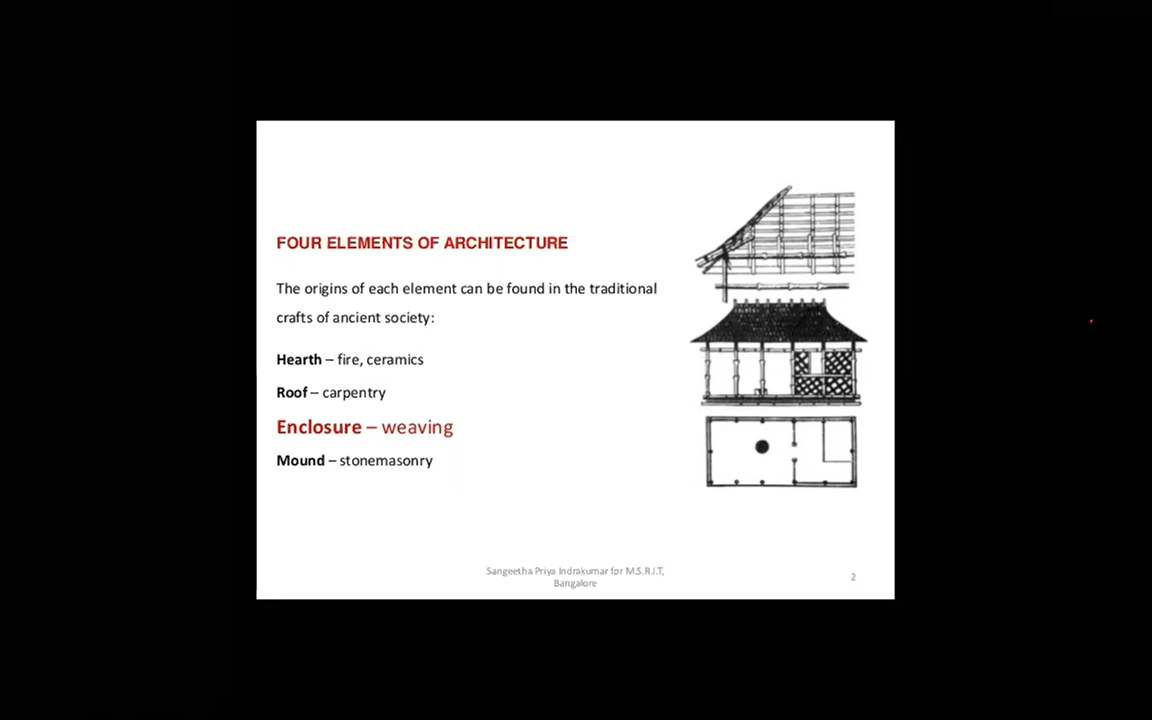 FOUR ELEMENTS OF ARCHITECTURE
The origins of each element can be found in the traditional
crafts of ancient society:
Hearth – fire, ceramics
Roof – carpentry
Enclosure – weaving
Mound – stonemasonry
Sangeetha Priya Indrakumar for M.S.R.I.T,
Bangalore
2